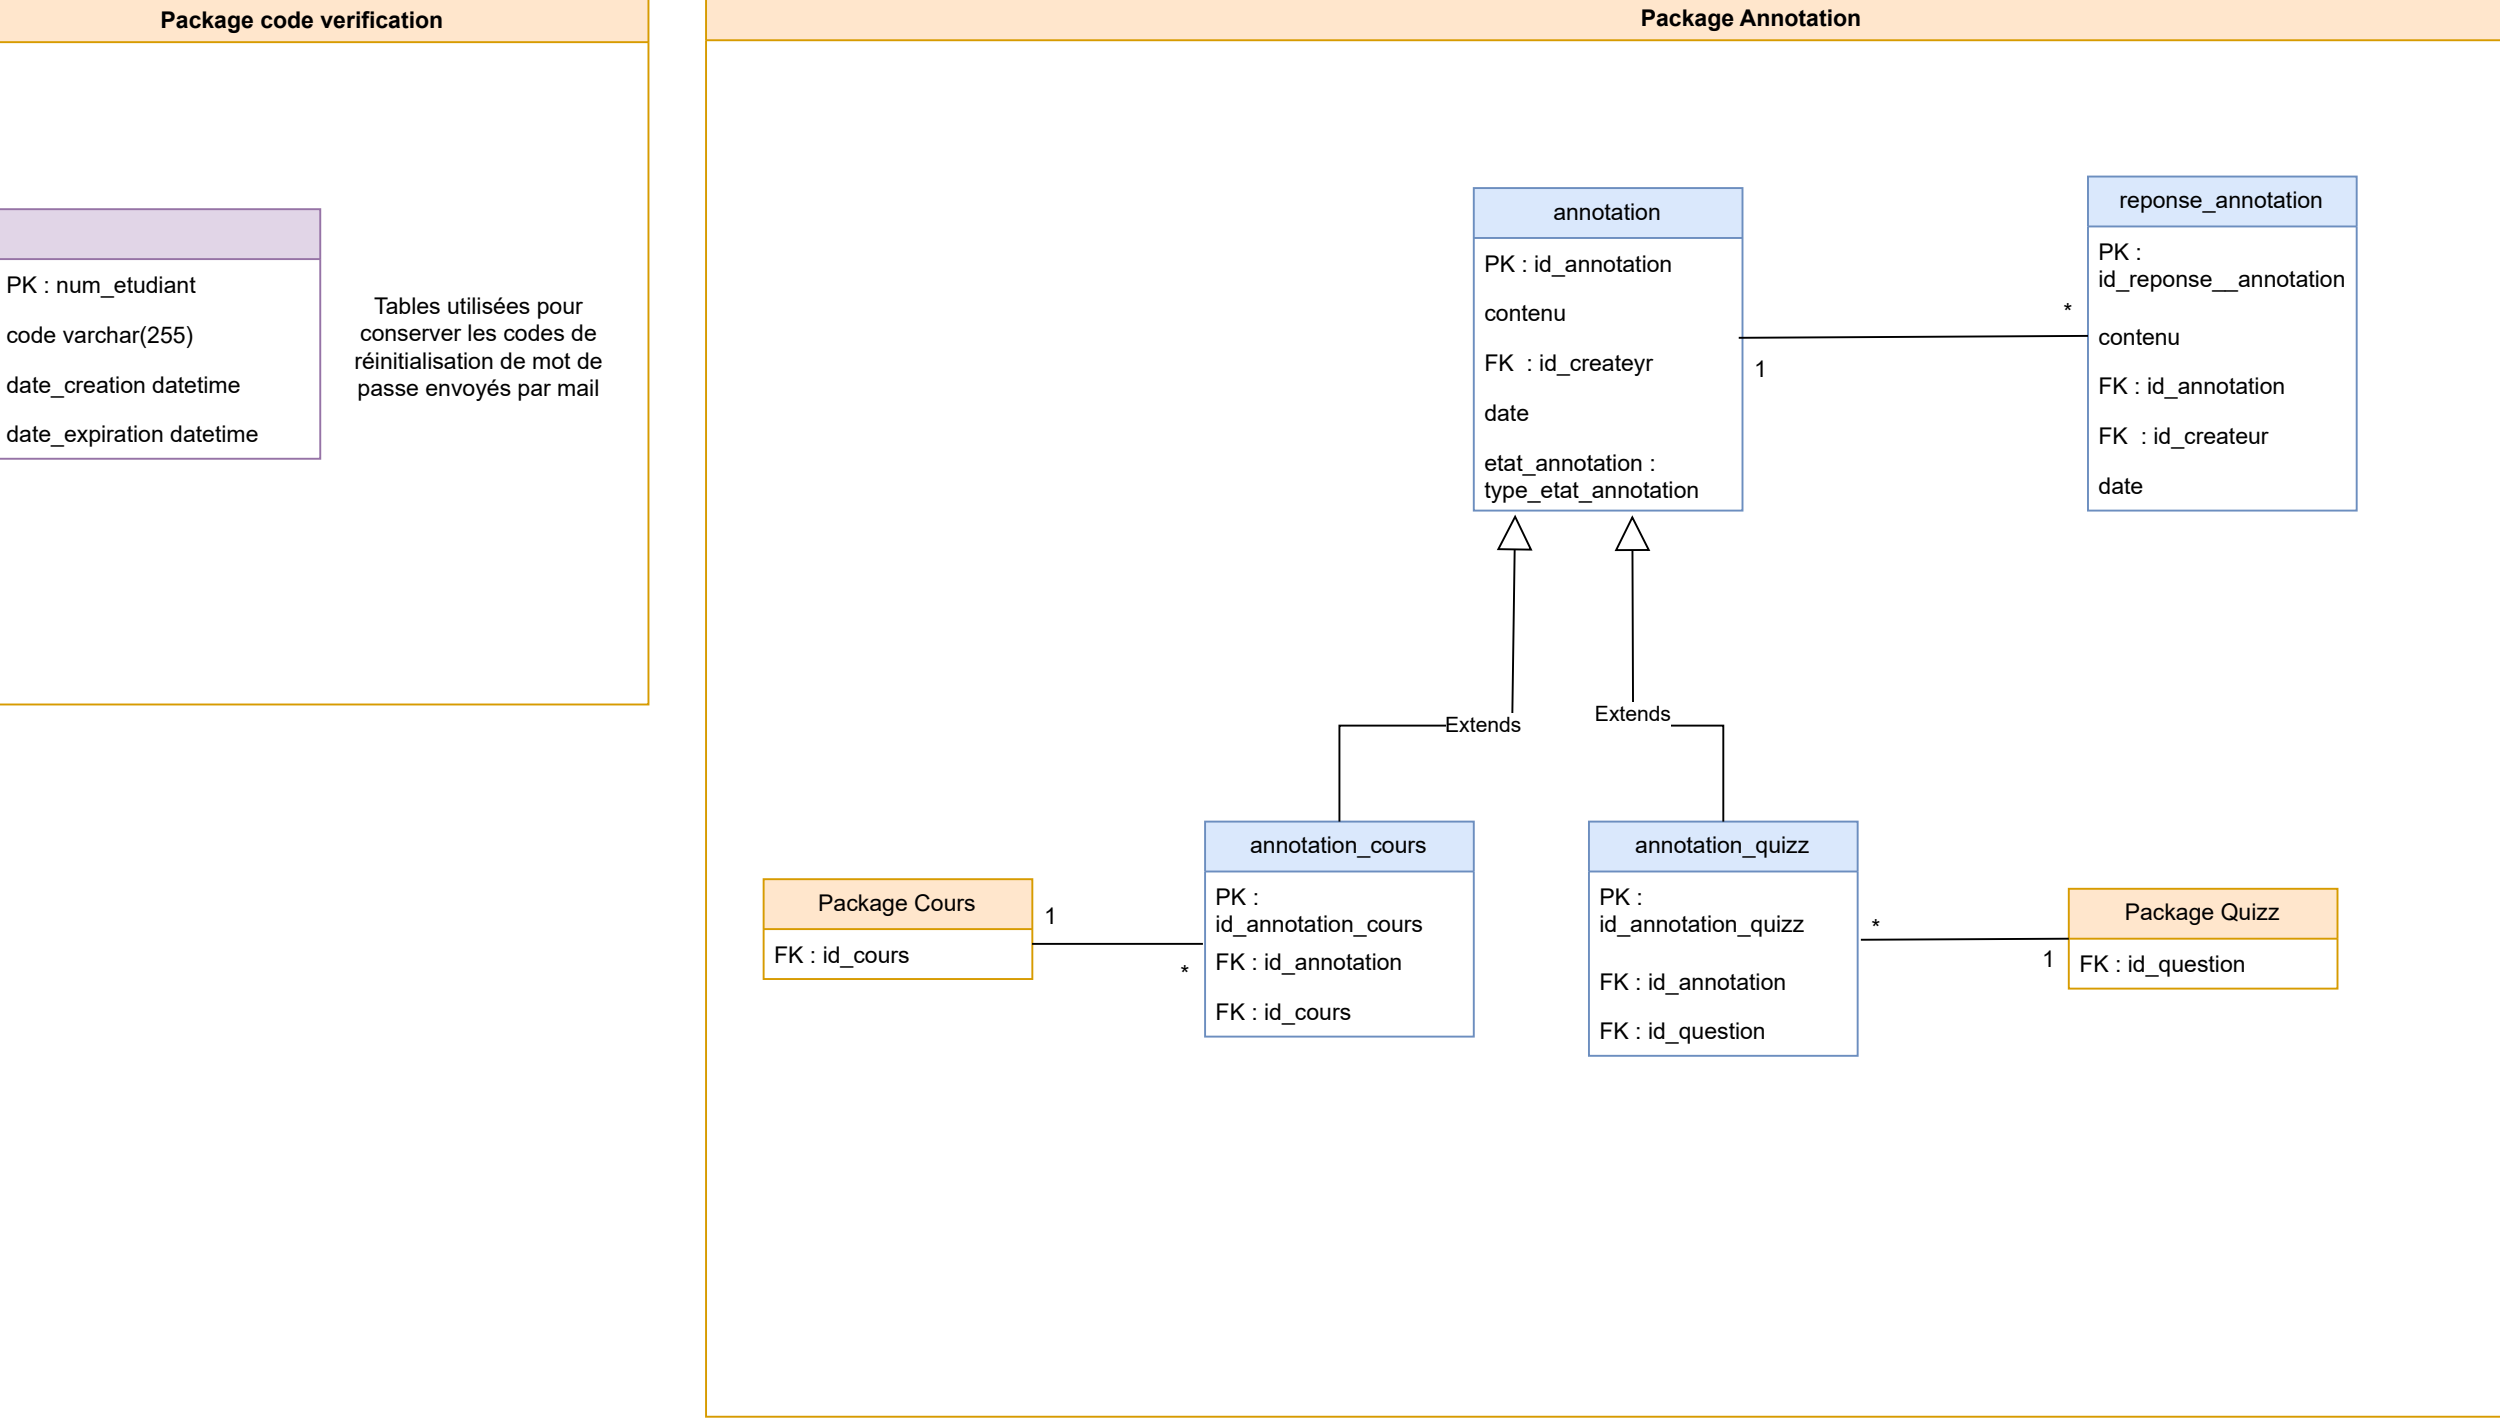 Package code verification
PK : num_etudiant
code varchar(255)
date_creation datetime
date_expiration datetime
Tables utilisées pour
conserver les codes de
réinitialisation de mot de
passe envoyés par mail
Package Annotation
annotation
PK : id_annotation
contenu
FK  : id_createyr
date
etat_annotation :
type_etat_annotation
1
*
reponse_annotation
PK :
id_reponse__annotation
contenu
FK : id_annotation
FK  : id_createur
date
Extends
Extends
Package Cours
FK : id_cours
1
*
annotation_cours
PK :
id_annotation_cours
FK : id_annotation
FK : id_cours
annotation_quizz
PK :
id_annotation_quizz
FK : id_annotation
FK : id_question
*
1
Package Quizz
FK : id_question